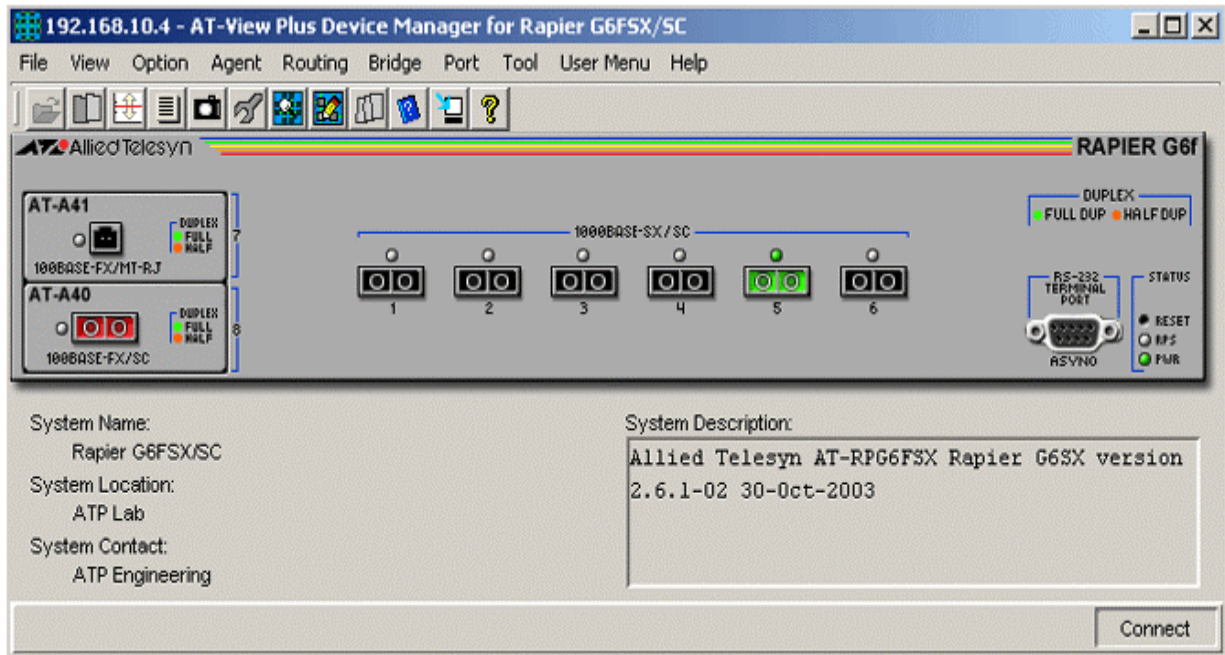 192.168.10.4 - AT-View Plus Device Manager for Rapier G6FSX/SC
File View Option Agent Routing Bridge Port Tool User Menu Help
Allied Telesyn
RAPIER G6f
AT-A41
DUPLEX
FULL
HALF
7
100BASE-FX/MT-RJ
AT-A40
DUPLEX
FULL
HALF
8
100BASE-FX/SC
1000BASE-SX/SC
1 2 3 4 5 6
DUPLEX
FULL DUP HALF DUP
RS-232
TERMINAL
PORT
ASYN0
STATUS
RESET
RPS
PWR
System Name:
Rapier G6FSX/SC
System Location:
ATP Lab
System Contact:
ATP Engineering
System Description:
Allied Telesyn AT-RPG6FSX Rapier G6SX version
2.6.1-02 30-Oct-2003
Connect